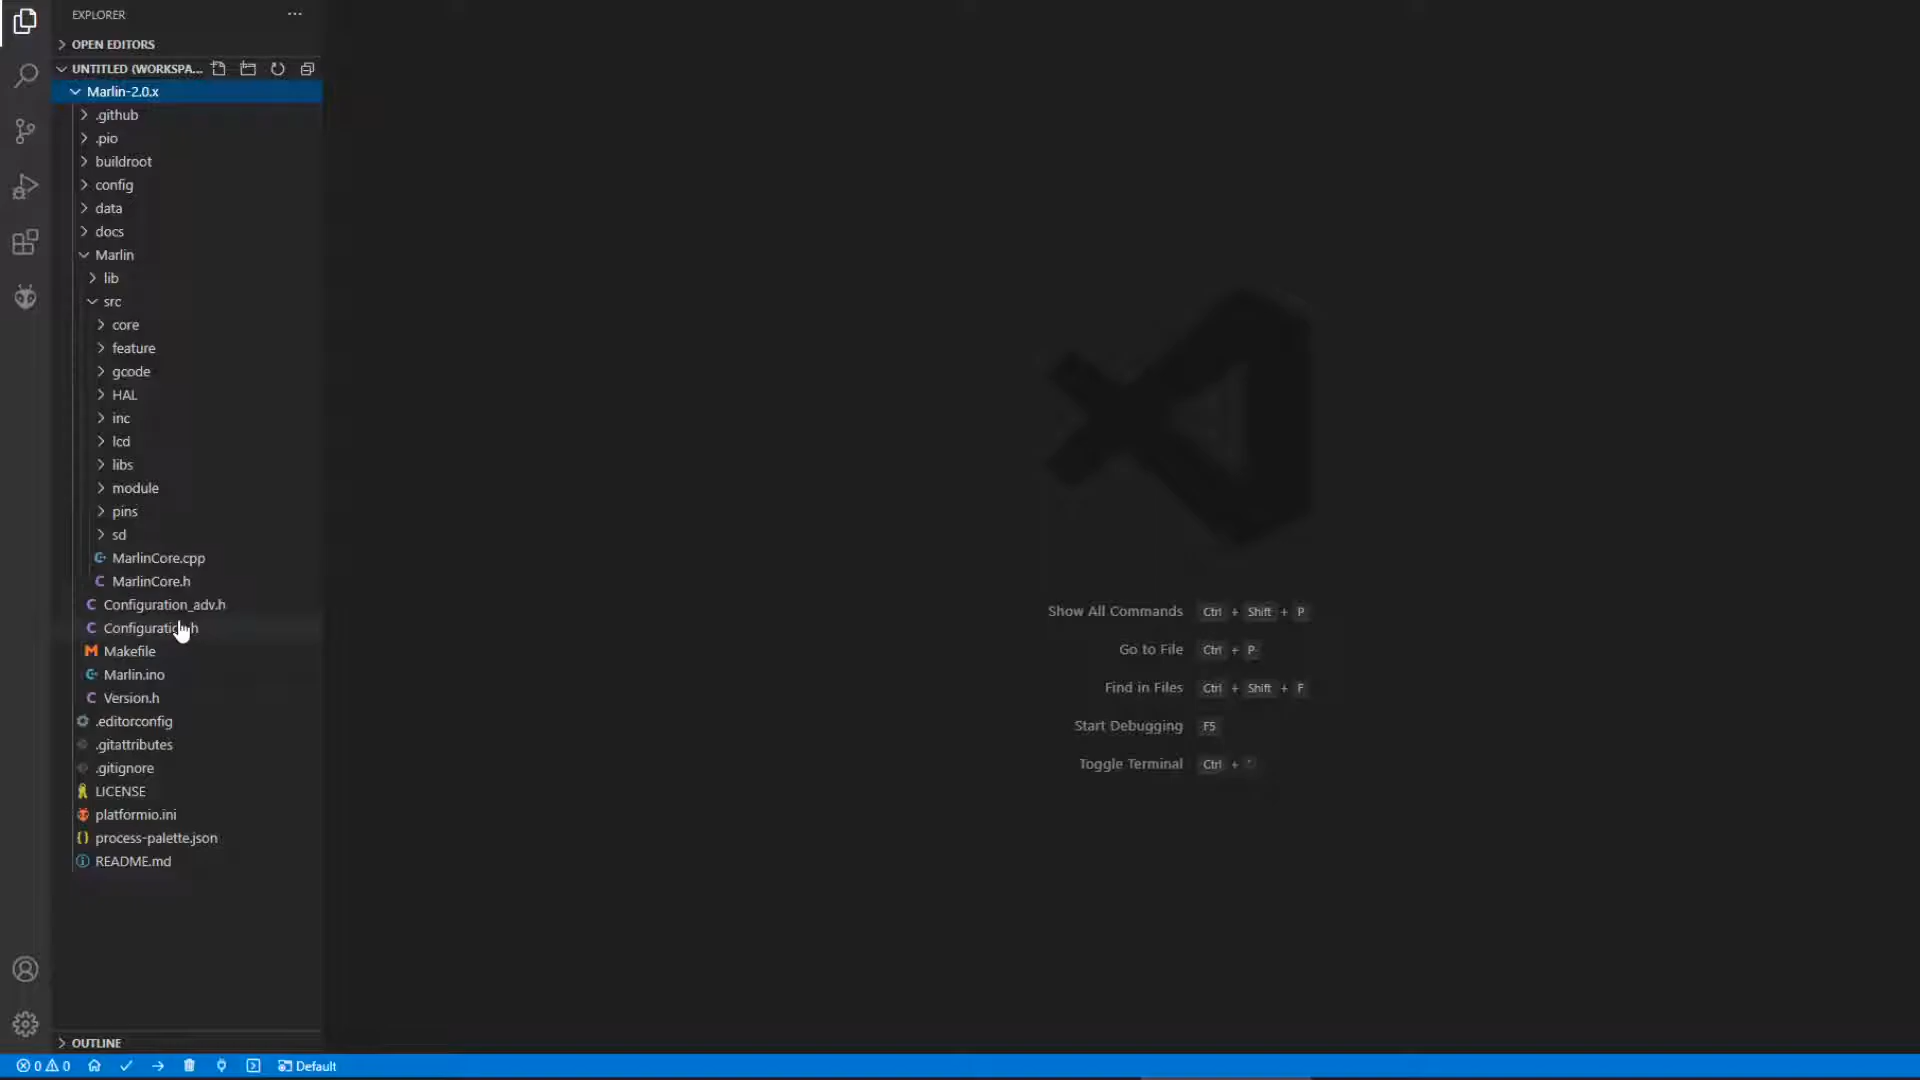 EXPLORER
OPEN EDITORS
UNTITLED (WORKSPA...
Marlin-2.0.x
.github
.pio
buildroot
config
data
docs
Marlin
lib
src
core
feature
gcode
HAL
inc
lcd
libs
module
pins
sd
MarlinCore.cpp
MarlinCore.h
Configuration_adv.h
Makefile
Marlin.ino
Version.h
.editorconfig
.gitattributes
.gitignore
LICENSE
platformio.ini
process-palette.json
README.md
OUTLINE
Show All Commands Ctrl + Shift + P
Go to File Ctrl + P
Find in Files Ctrl + Shift + F
Start Debugging F5
Toggle Terminal Ctrl +
0 0 Default